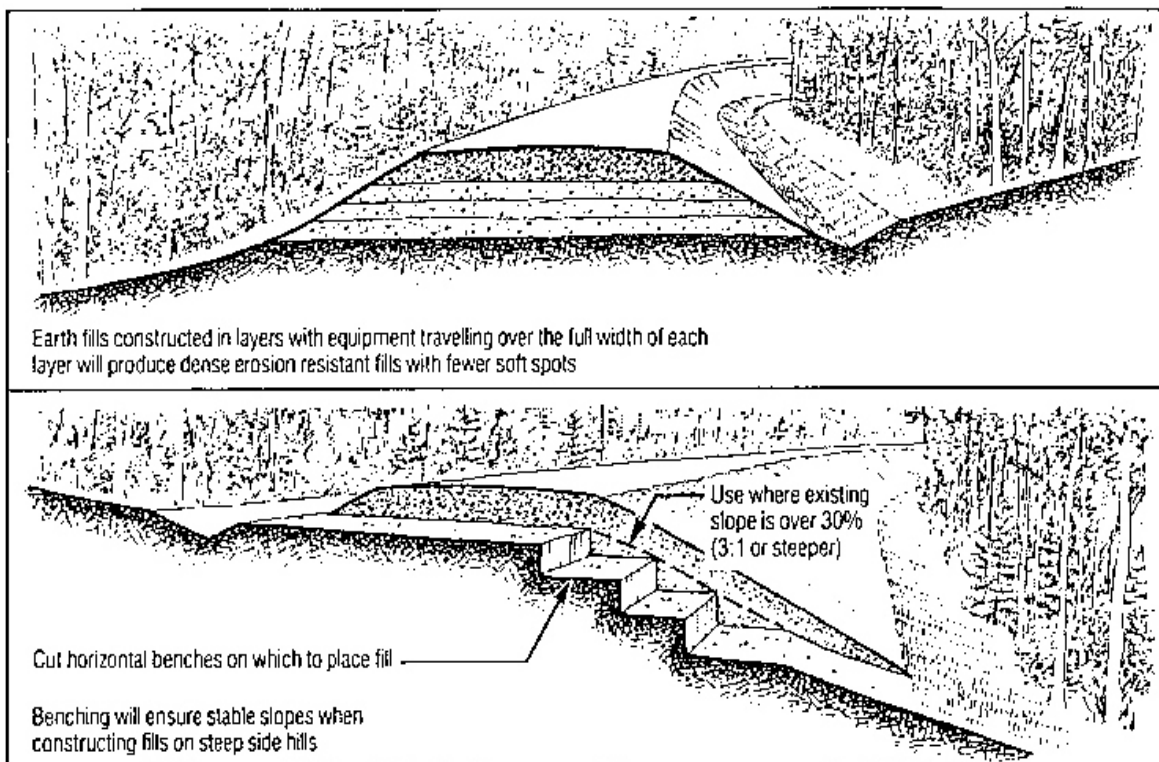 Earth fills constructed in layers with equipment travelling over the full width of each
layer will produce dense erosion resistant fills with fewer soft spots
Use where existing
slope is over 30%
(3:1 or steeper)
Cut horizontal benches on which to place fill
Benching will ensure stable slopes when
constructing fills on steep side hills